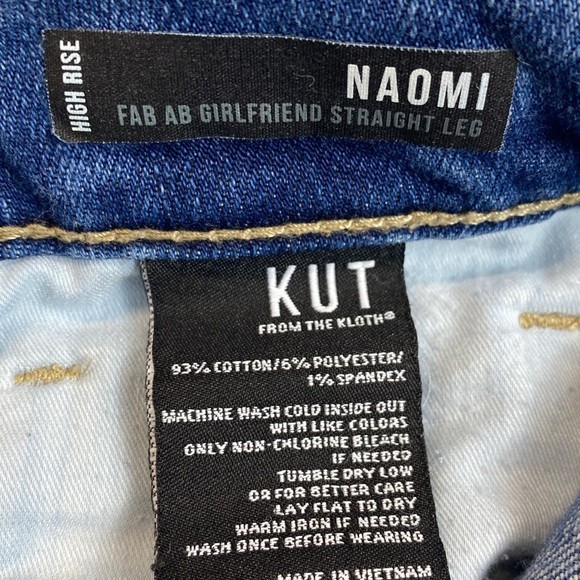 HIGH RISE
NAOMI
FAB AB GIRLFRIEND STRAIGHT LEG
KUT
FROM THE KLOTH®
93% COTTON/6% POLYESTER/
1% SPANDEX
MACHINE WASH COLD INSIDE OUT
WITH LIKE COLORS
ONLY NON-CHLORINE BLEACH
IF NEEDED
TUMBLE DRY LOW
OR FOR BETTER CARE
LAY FLAT TO DRY
WARM IRON IF NEEDED
WASH ONCE BEFORE WEARING
MADE IN VIETNAM